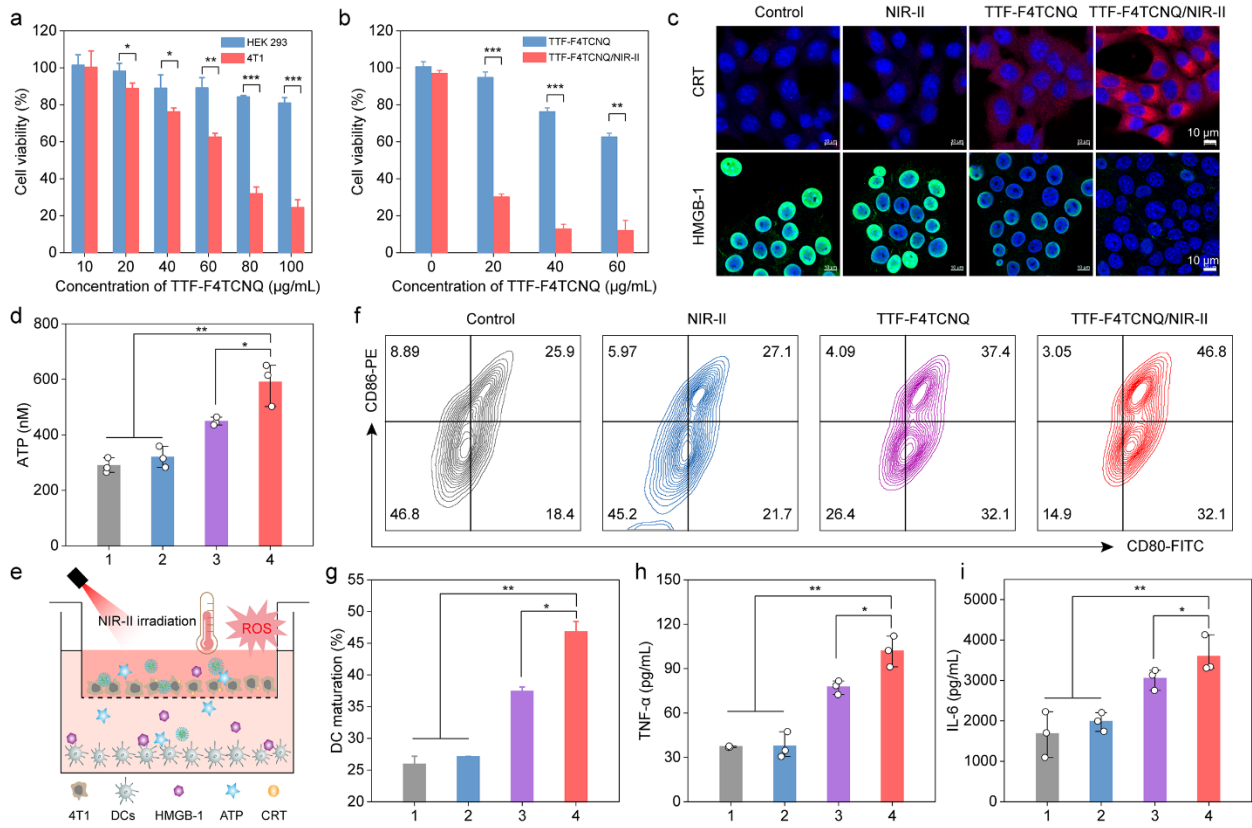 a
120
100
80
60
40
20
0
Cell viability (%)
HEK 293
4T1
*
*
**
***
***
10 20 40 60 80 100
Concentration of TTF-F4TCNQ (μg/mL)
b
120
100
80
60
40
20
0
Cell viability (%)
TTF-F4TCNQ
TTF-F4TCNQ/NIR-II
***
***
**
0 20 40 60
Concentration of TTF-F4TCNQ (μg/mL)
c
Control NIR-II TTF-F4TCNQ TTF-F4TCNQ/NIR-II
CRT
10 μm
HMGB-1
10 μm
d
800
600
400
200
0
ATP (nM)
**
*
1 2 3 4
e
NIR-II irradiation
ROS
4T1 DCs HMGB-1 ATP CRT
f
Control NIR-II TTF-F4TCNQ TTF-F4TCNQ/NIR-II
CD86-PE
8.89 25.9
46.8 18.4
5.97 27.1
45.2 21.7
4.09 37.4
26.4 32.1
3.05 46.8
14.9 32.1
CD80-FITC
g
55
50
45
40
35
30
26
20
DC maturation (%)
**
*
1 2 3 4
h
150
120
90
60
30
0
TNF-α (pg/mL)
**
*
1 2 3 4
i
6000
5000
4000
3000
2000
1000
0
IL-6 (pg/mL)
**
*
1 2 3 4